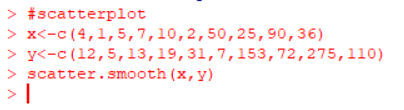 > #scatterplot
> x<-c(4,1,5,7,10,2,50,25,90,36)
> y<-c(12,5,13,19,31,7,153,72,275,110)
> scatter.smooth(x,y)
>